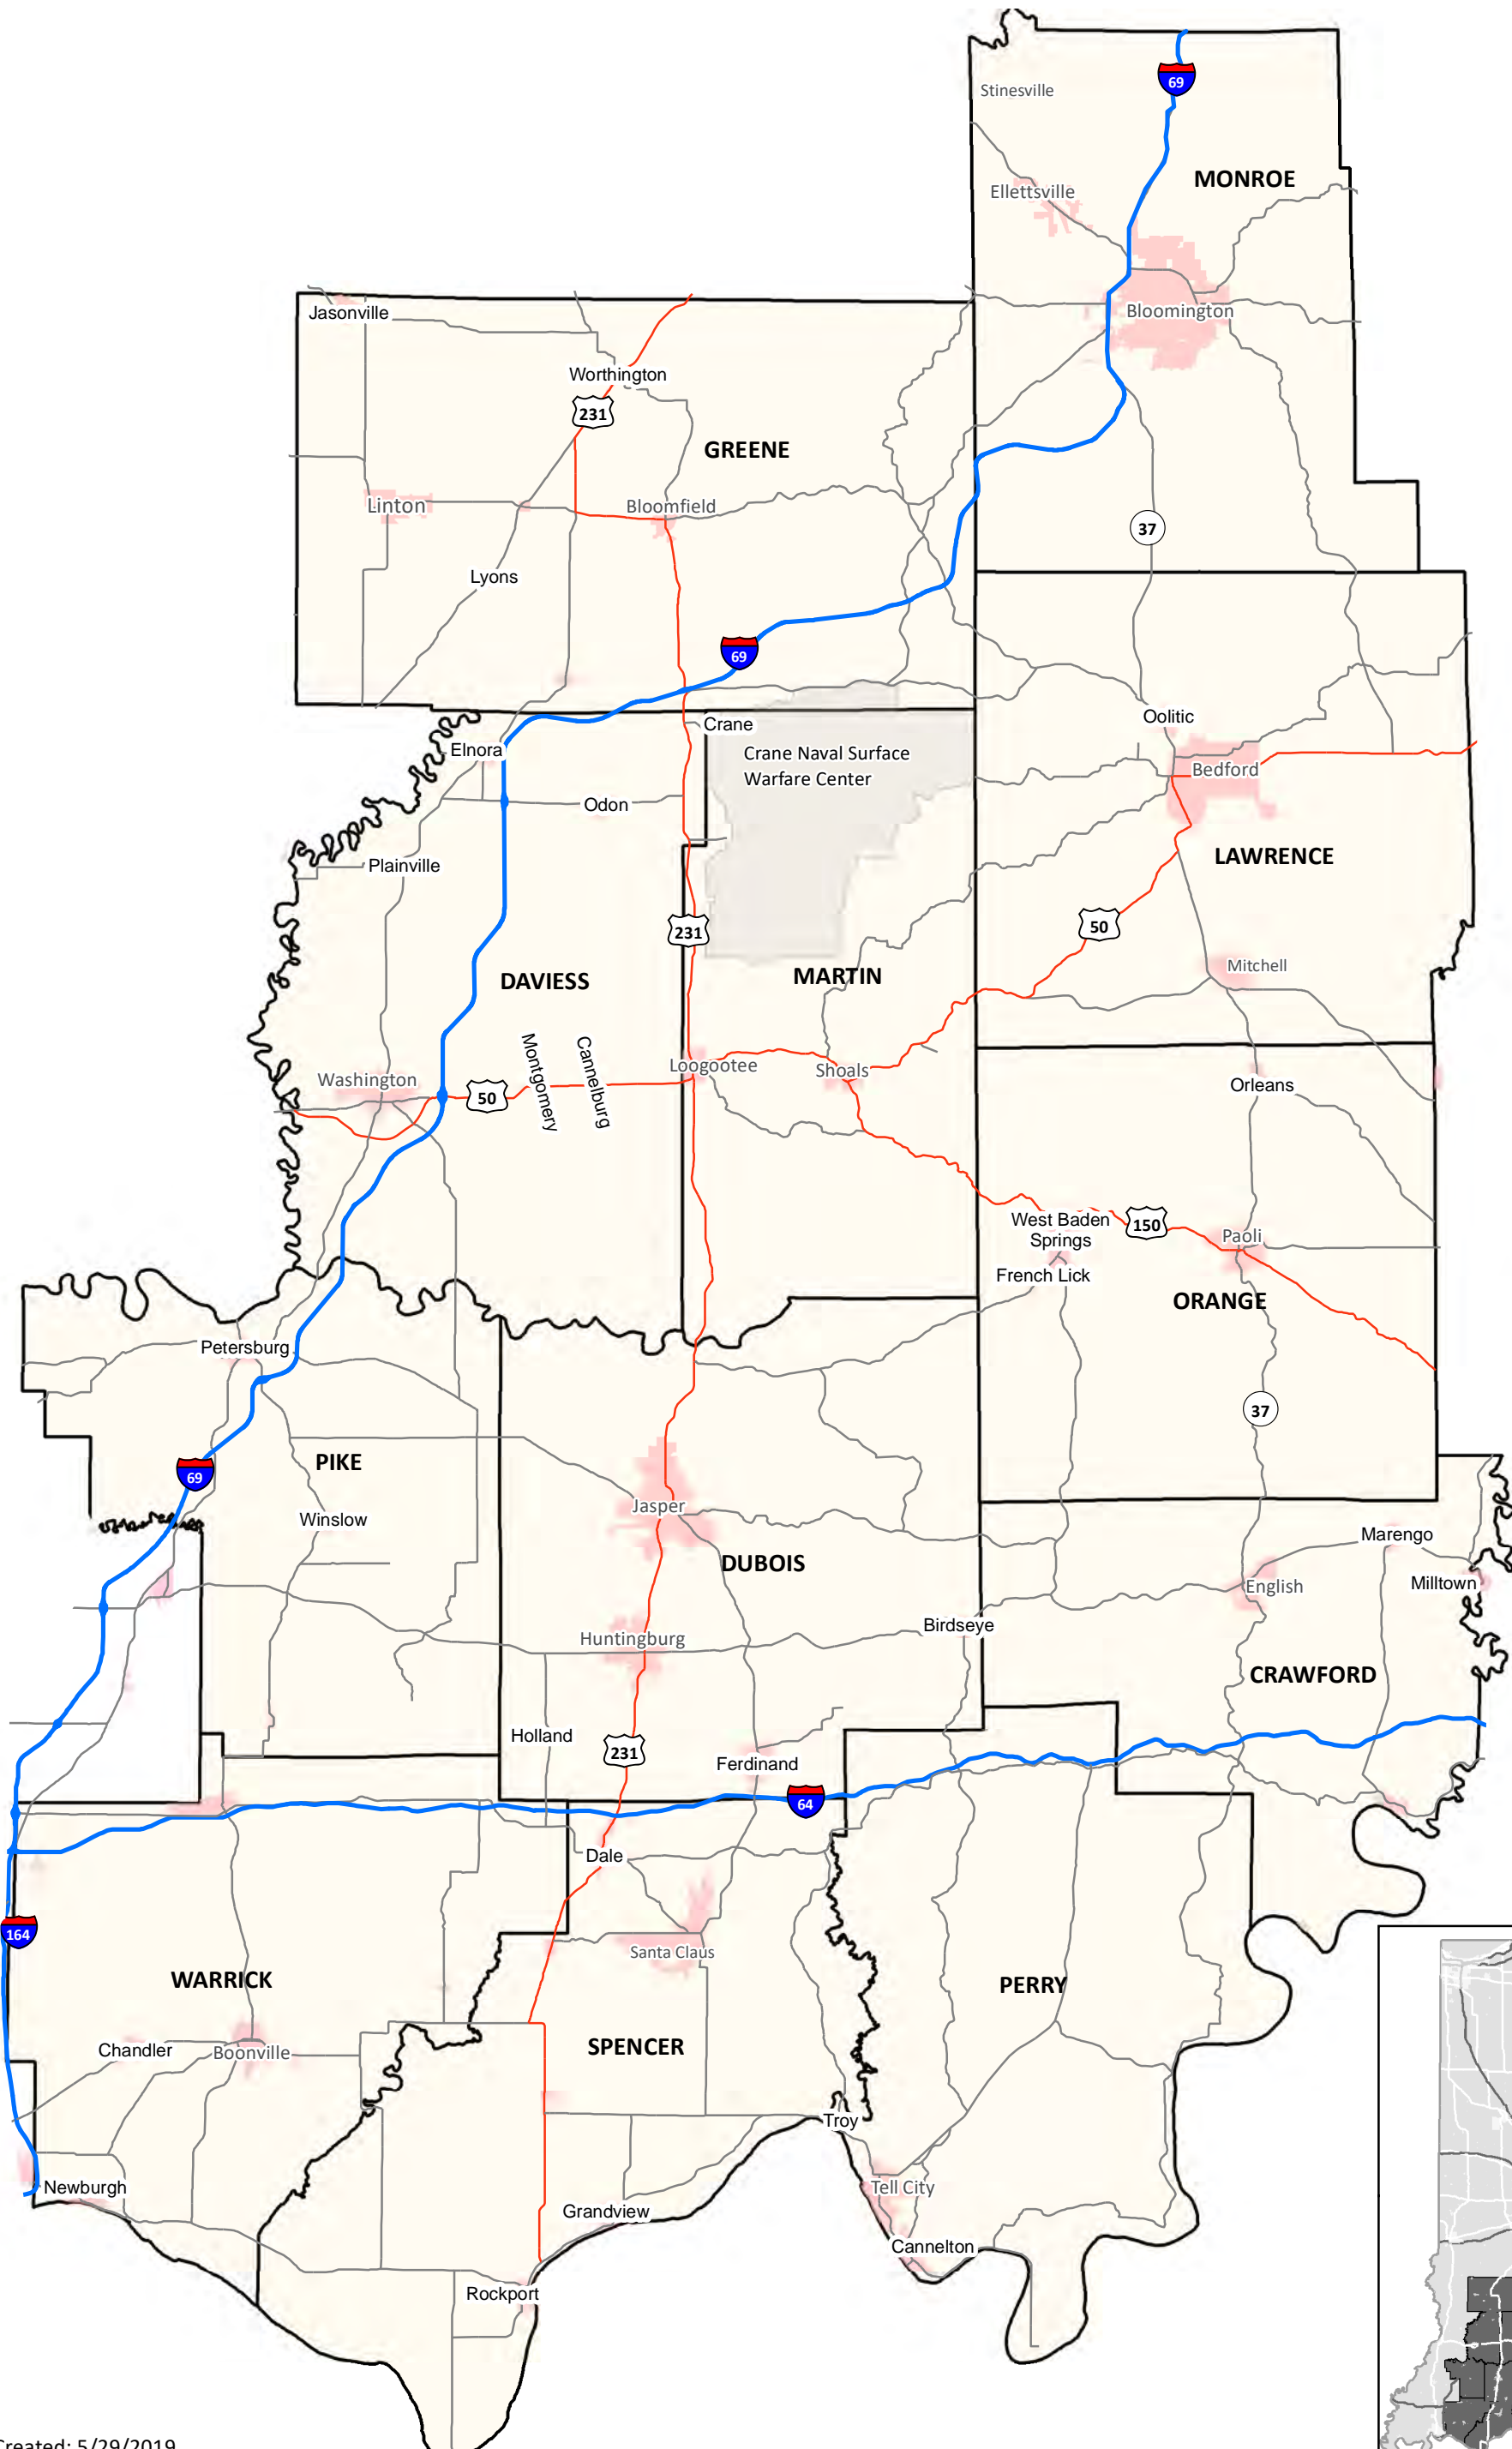 69
Stinesville
MONROE
Ellettsville
Bloomington
Jasonville
Worthington
231
GREENE
Linton
Bloomfield
37
Lyons
69
Crane
Oolitic
Elnora
Crane Naval Surface
Warfare Center
Bedford
Odon
LAWRENCE
Plainville
50
231
Mitchell
DAVIESS
MARTIN
Montgomery
Cannelburg
Loogootee
Shoals
Washington
50
Orleans
West Baden
Springs
150
Paoli
French Lick
ORANGE
Petersburg
37
PIKE
69
Jasper
Winslow
Marengo
DUBOIS
English
Milltown
Birdseye
Huntingburg
CRAWFORD
Holland
231
Ferdinand
64
Dale
164
Santa Claus
WARRICK
PERRY
SPENCER
Chandler
Boonville
Troy
Newburgh
Tell City
Grandview
Cannelton
Rockport
Created: 5/29/2019